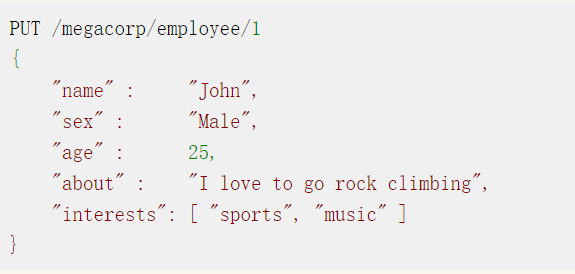 PUT /megacorp/employee/1
{
    "name" :     "John",
    "sex" :      "Male",
    "age" :      25,
    "about" :    "I love to go rock climbing",
    "interests": [ "sports", "music" ]
}